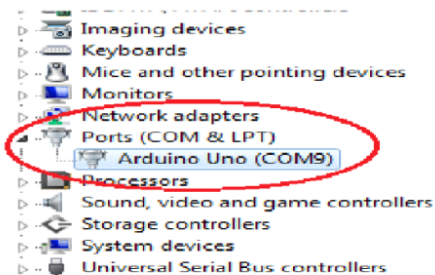 Imaging devices
Keyboards
Mice and other pointing devices
Monitors
Network adapters
Ports (COM & LPT)
Arduino Uno (COM9)
Processors
Sound, video and game controllers
Storage controllers
System devices
Universal Serial Bus controllers